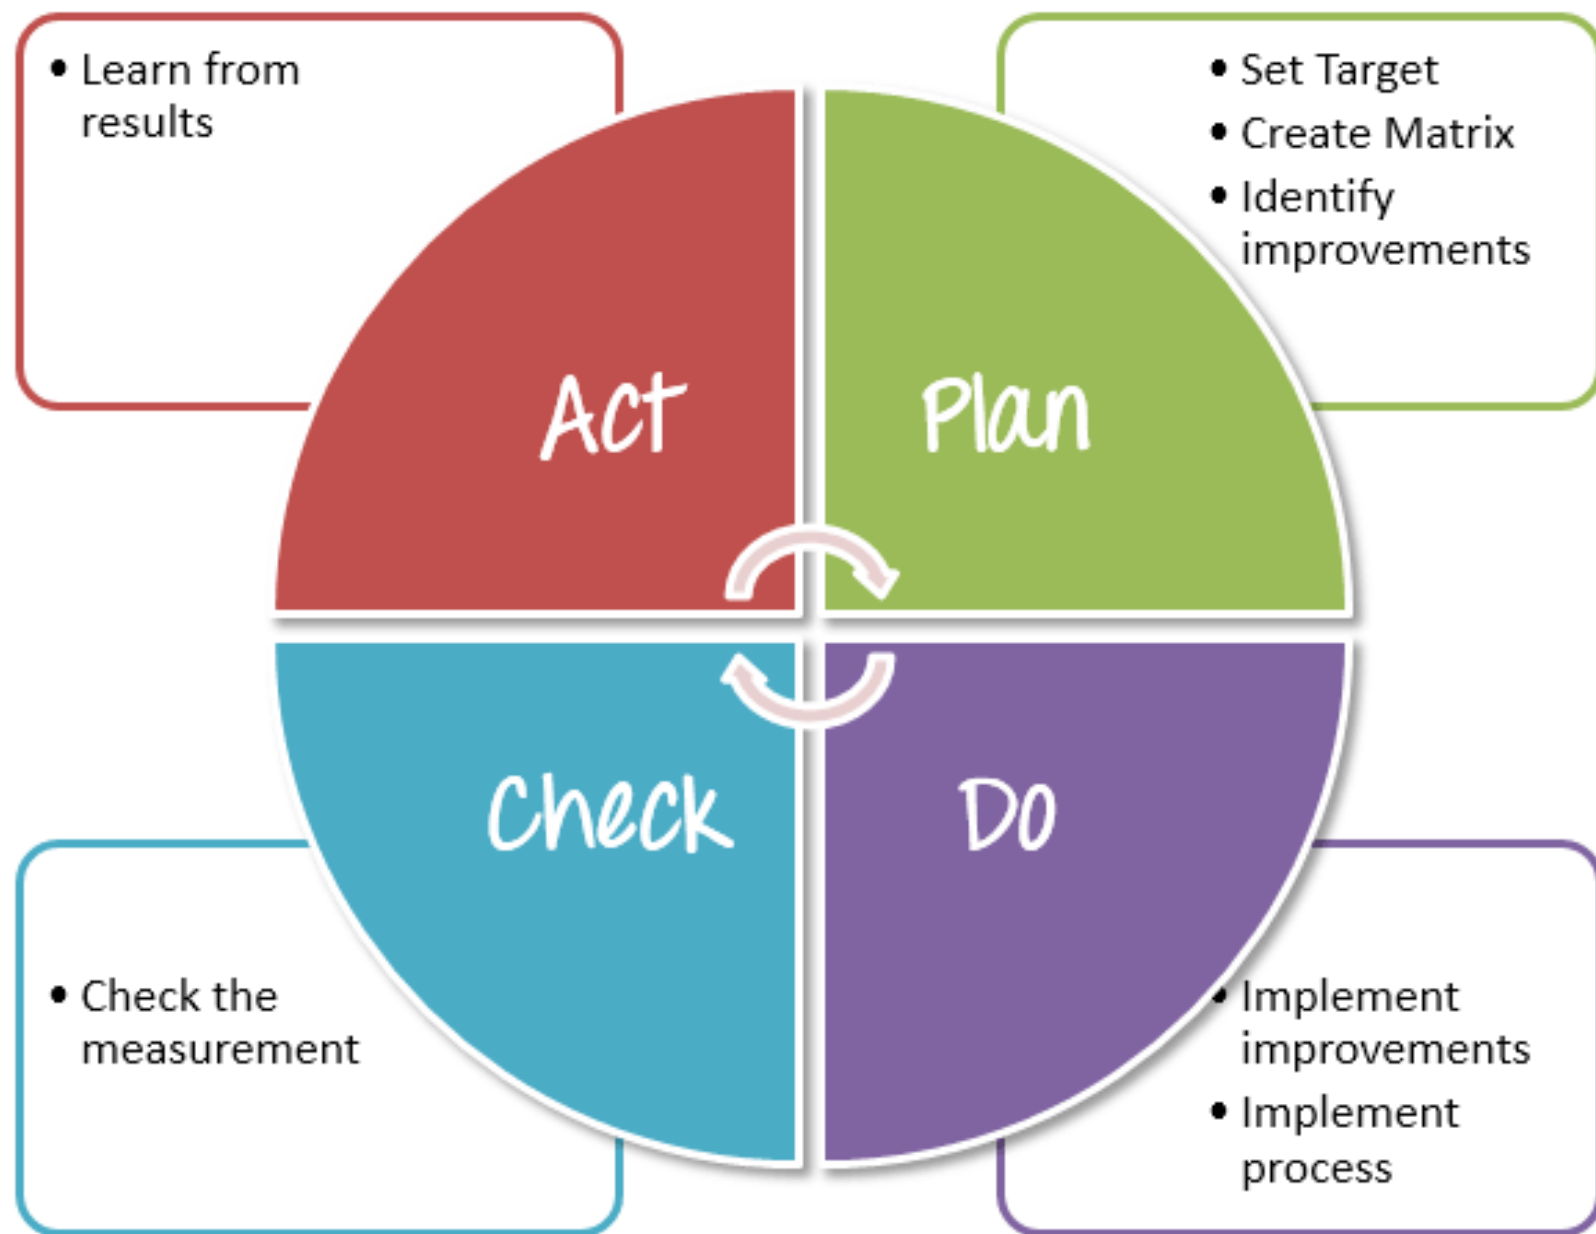 • Learn from
results
• Set Target
• Create Matrix
• Identify
improvements
Act
Plan
Check
Do
• Check the
measurement
• Implement
improvements
• Implement
process